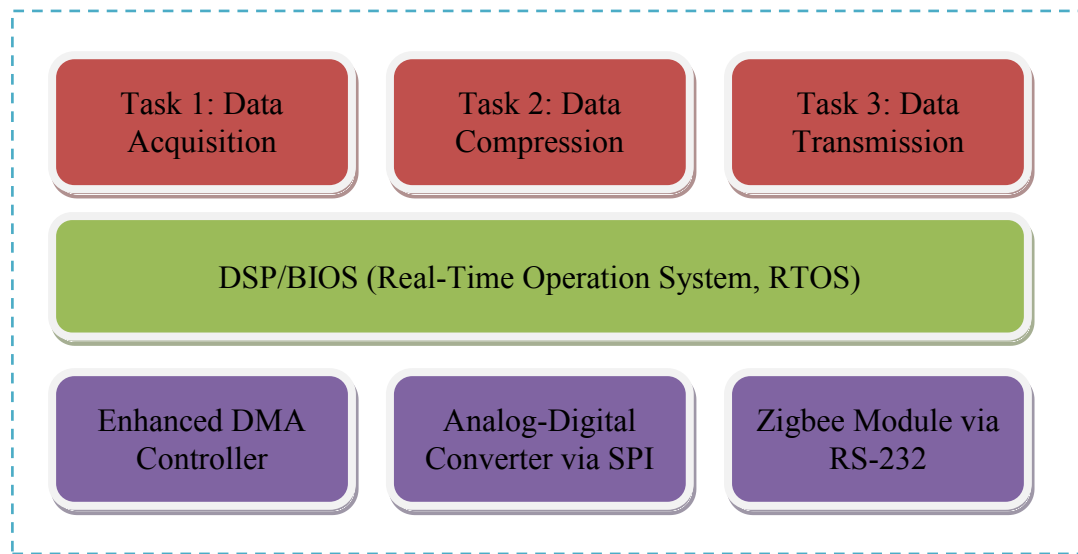 Task 1: Data
Acquisition
Task 2: Data
Compression
Task 3: Data
Transmission
DSP/BIOS (Real-Time Operation System, RTOS)
Enhanced DMA
Controller
Analog-Digital
Converter via SPI
Zigbee Module via
RS-232